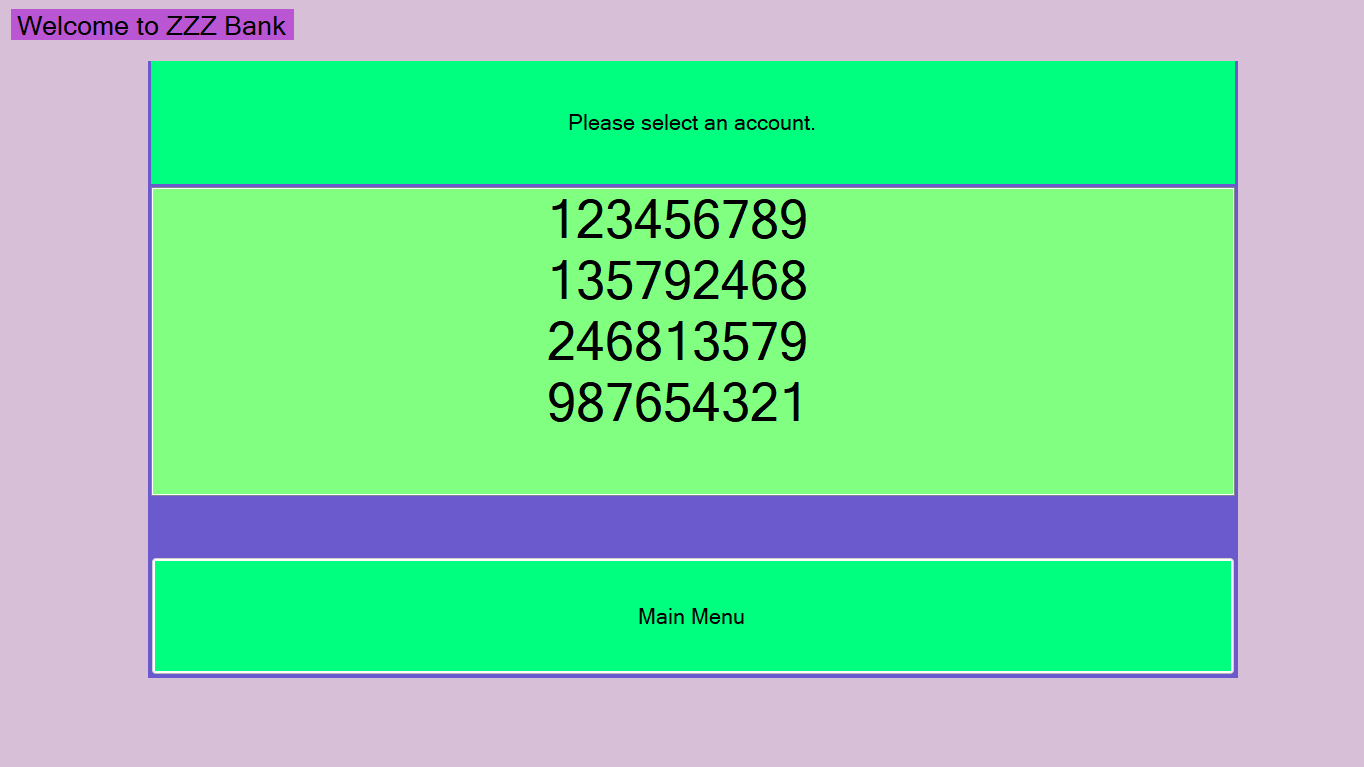 Welcome to ZZZ Bank
Please select an account.
123456789
135792468
246813579
987654321
Main Menu